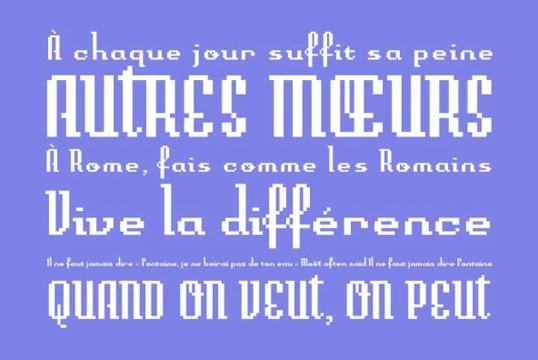 À chaque jour suffit sa peine
AUTRES MŒURS
À Rome, fais comme les Romains
Vive la différence
Il ne faut jamais dire - Fontaine, je ne boirai pas de ton eau - Most often said Il ne faut jamais dire Fontaine
QUAND ON VEUT, ON PEUT